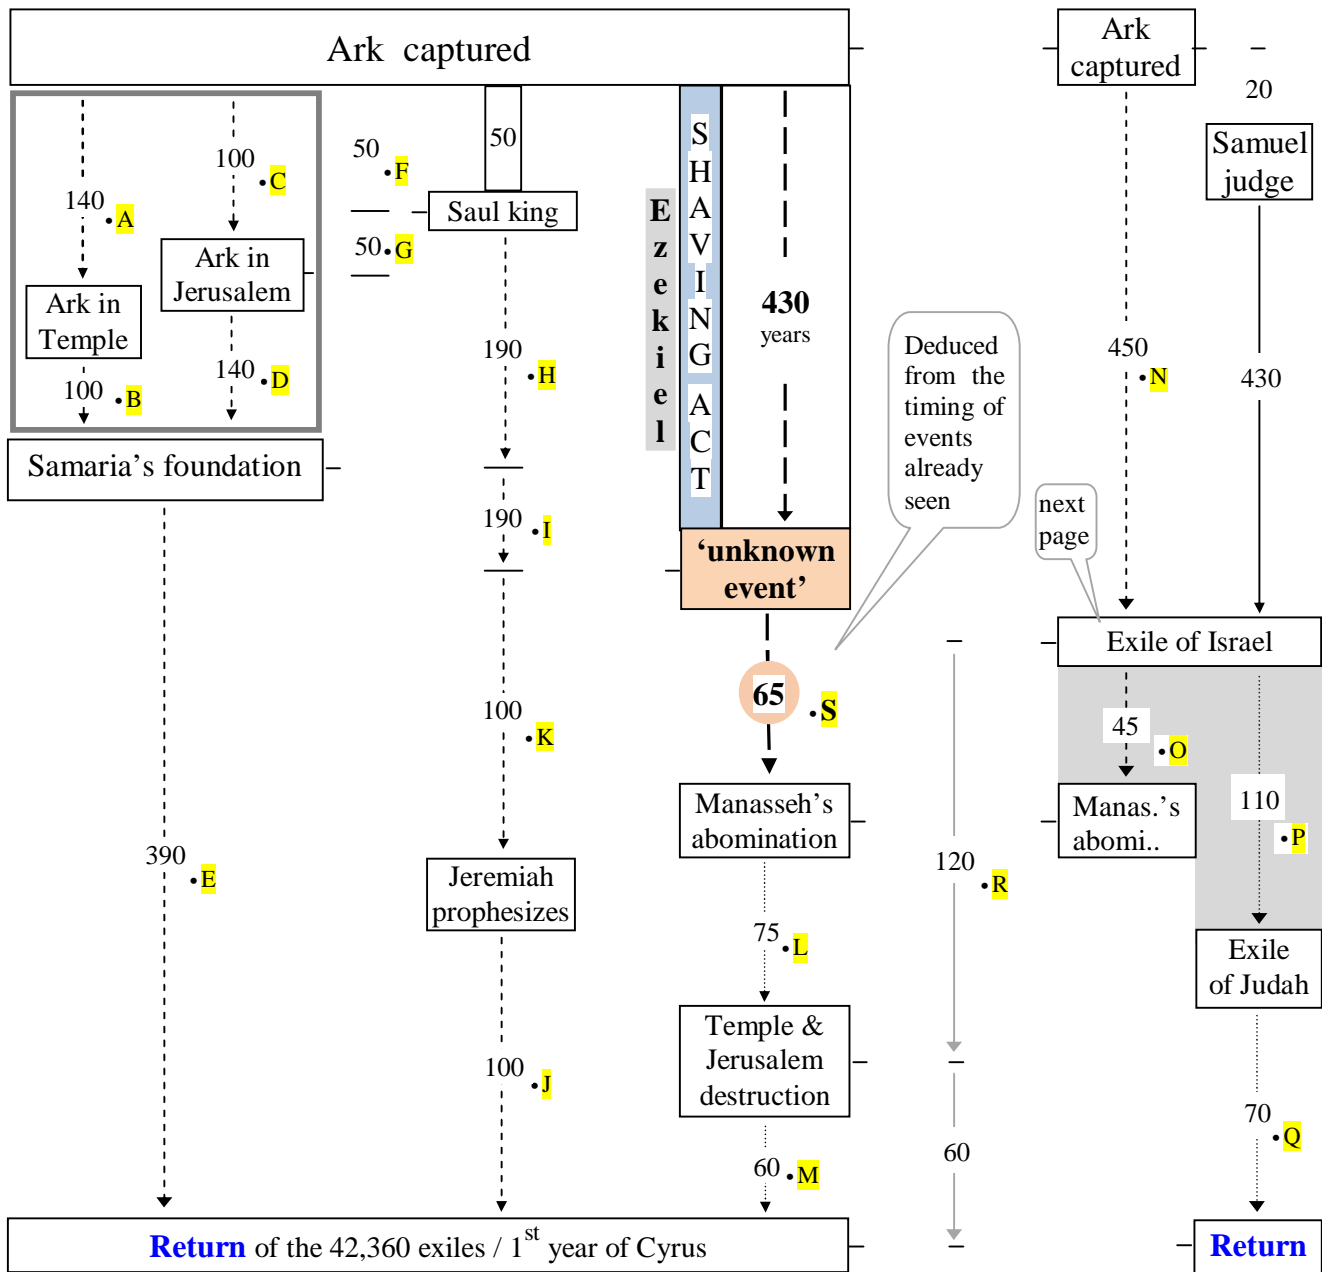 Ark captured
Ark
captured
20
Samuel
judge
50
S
H
A
V
I
N
G
A
C
T
E
z
e
k
i
e
l
100
• C
140
• A
50
• F
Saul king
50 • G
Ark in
Jerusalem
Ark in
Temple
140
• D
100
• B
Samaria’s foundation
190
• H
430
years
Deduced
from the
timing of
events
already
seen
450
• N
430
next
page
190
• I
‘unknown
event’
Exile of Israel
65
• S
100
• K
45
• O
110
• P
Manasseh’s
abomination
Manas.’s
abomi..
390
• E
Jeremiah
prophesizes
120
• R
75
• L
Exile
of Judah
Temple &
Jerusalem
destruction
100
• J
60
• M
60
70
• Q
Return of the 42,360 exiles / 1st year of Cyrus
Return